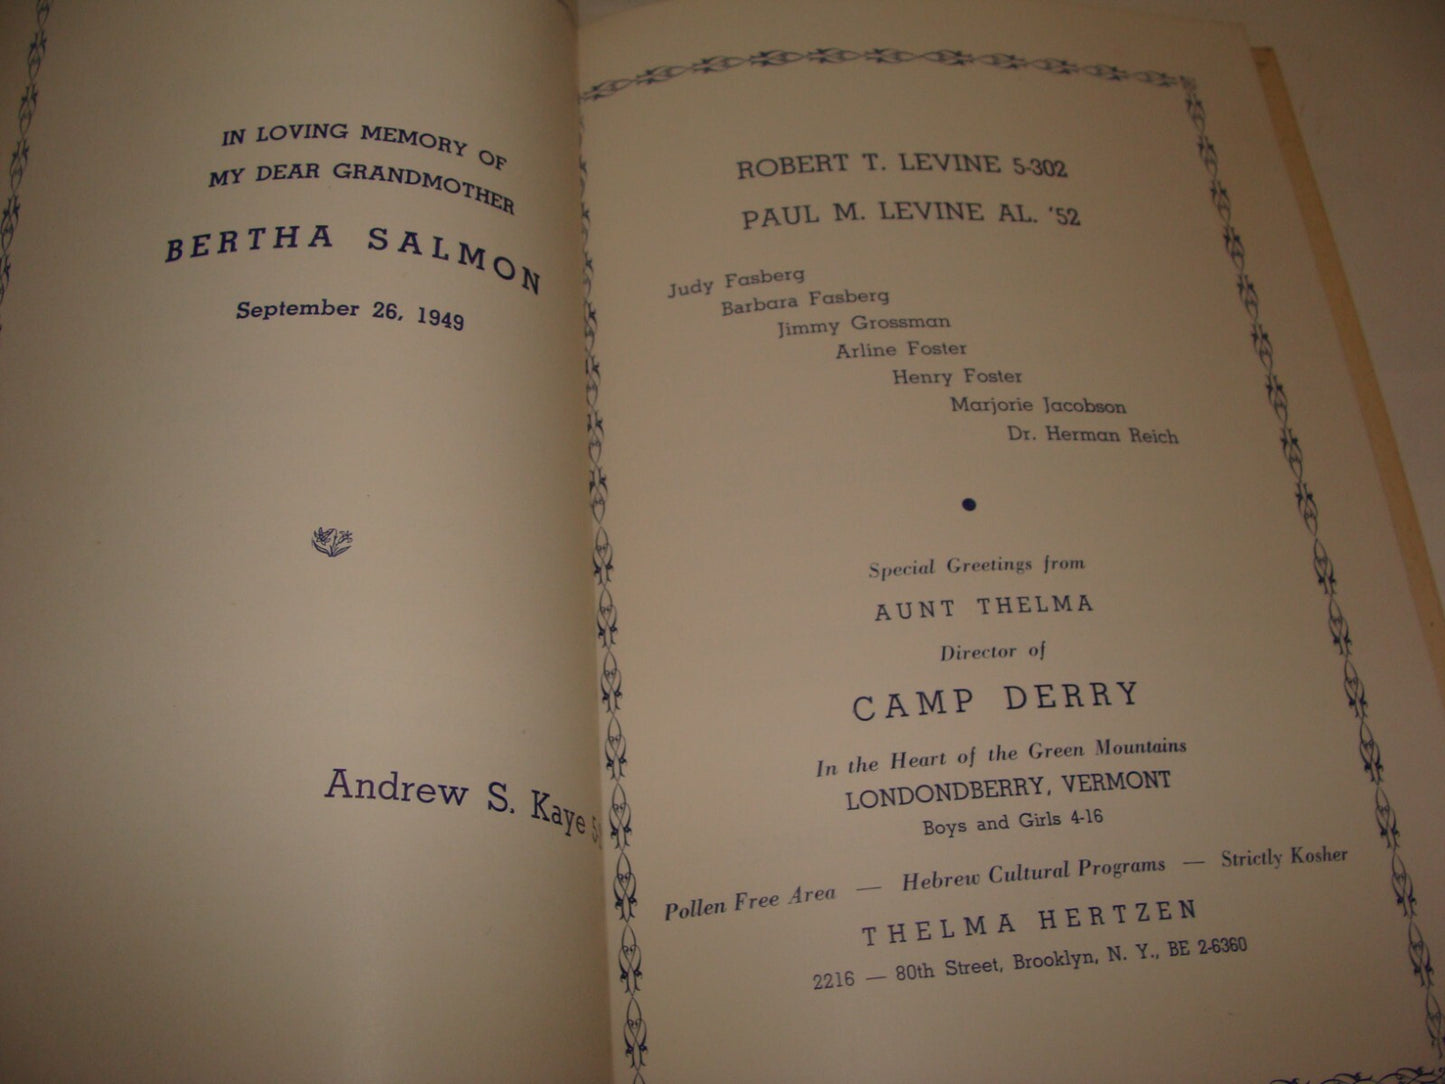 IN LOVING MEMORY OF
MY DEAR GRANDMOTHER
BERTHA SALMON
September 26, 1949
Andrew S. Kaye
ROBERT T. LEVINE 5-302
PAUL M. LEVINE AL. '52
Judy Fasberg
Barbara Fasberg
Jimmy Grossman
Arline Foster
Henry Foster
Marjorie Jacobson
Dr. Herman Reich
Special Greetings from
AUNT THELMA
Director of
CAMP DERRY
In the Heart of the Green Mountains
LONDONDBERRY, VERMONT
Boys and Girls 4-16
Pollen Free Area — Hebrew Cultural Programs — Strictly Kosher
THELMA HERTZEN
2216 — 80th Street, Brooklyn, N. Y., BE 2-6360